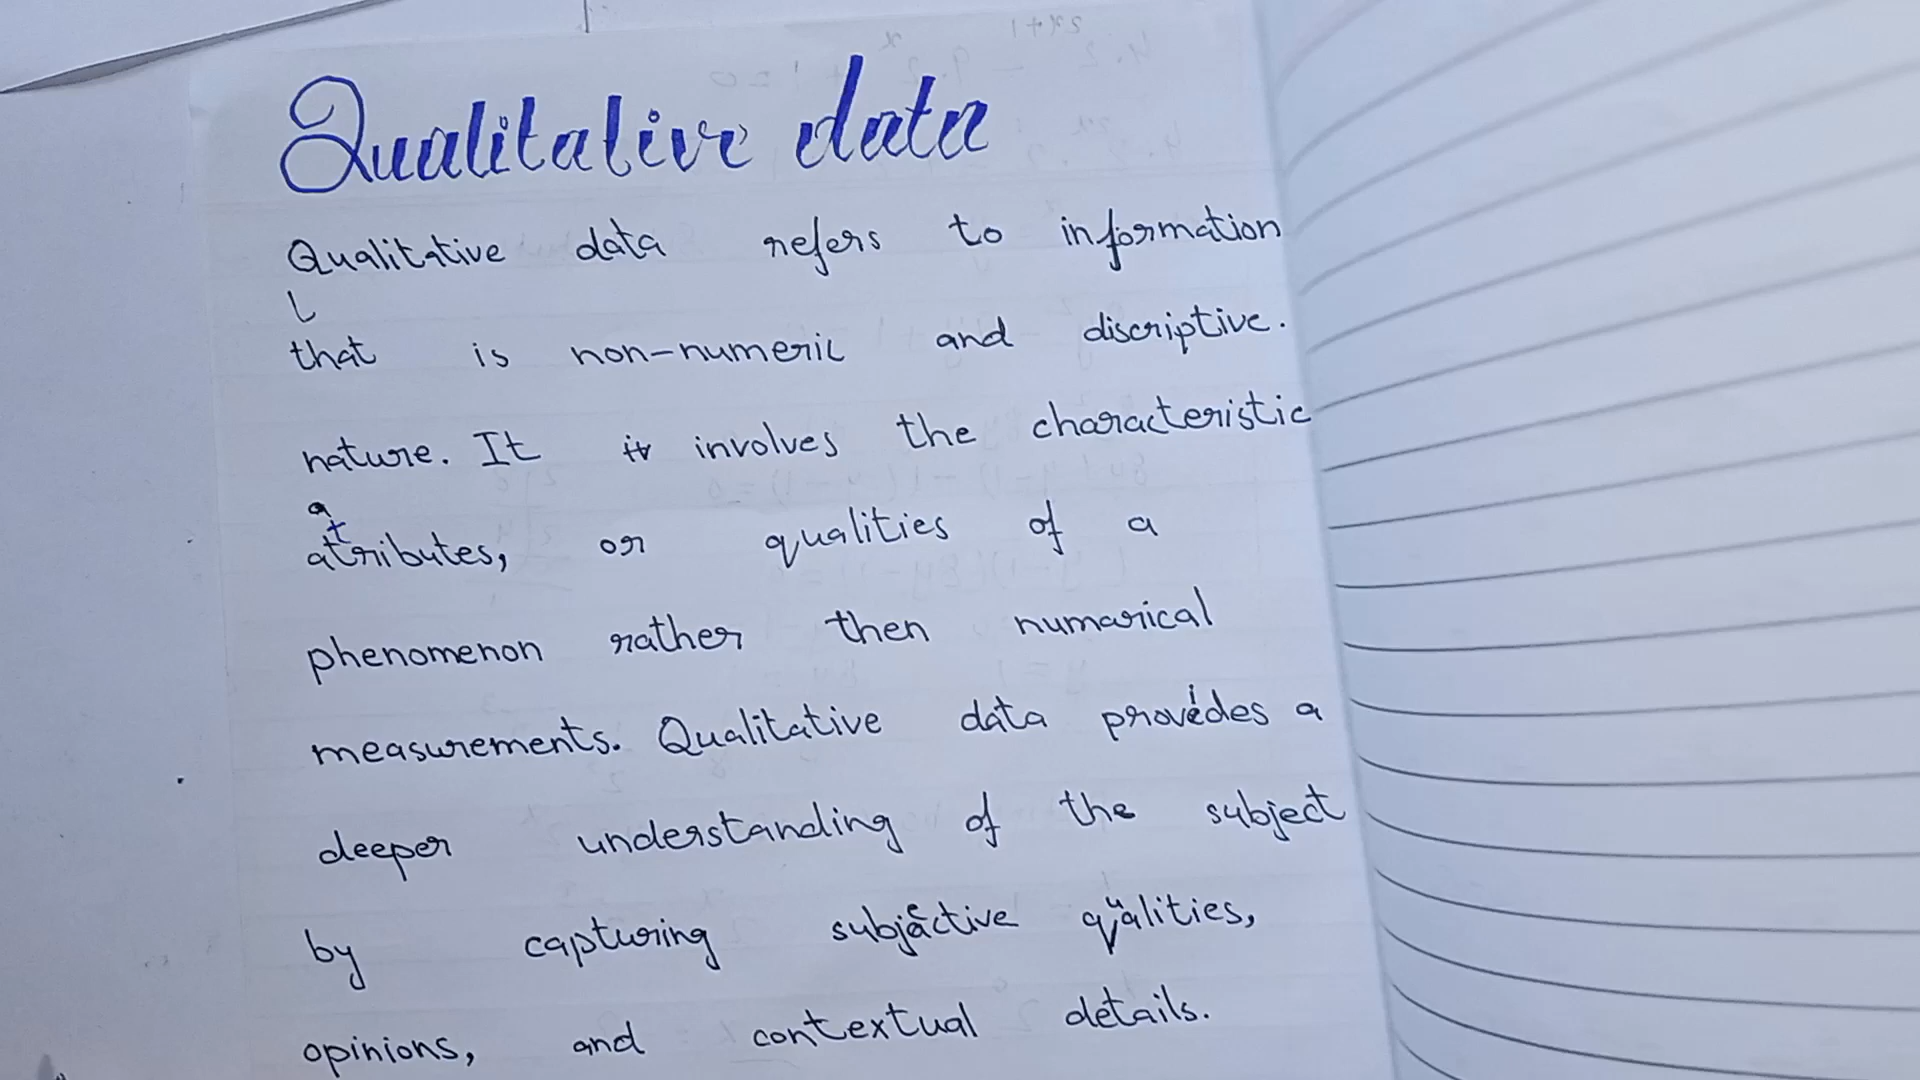 Qualitative data
Qualitative data refers to information
that is non-numeric and discriptive.
nature. It involves the characteristic
attributes, or qualities of a
phenomenon rather then numarical
measurements. Qualitative data provides a
deeper understanding of the subject
by capturing subjective qualities,
opinions, and contextual details.